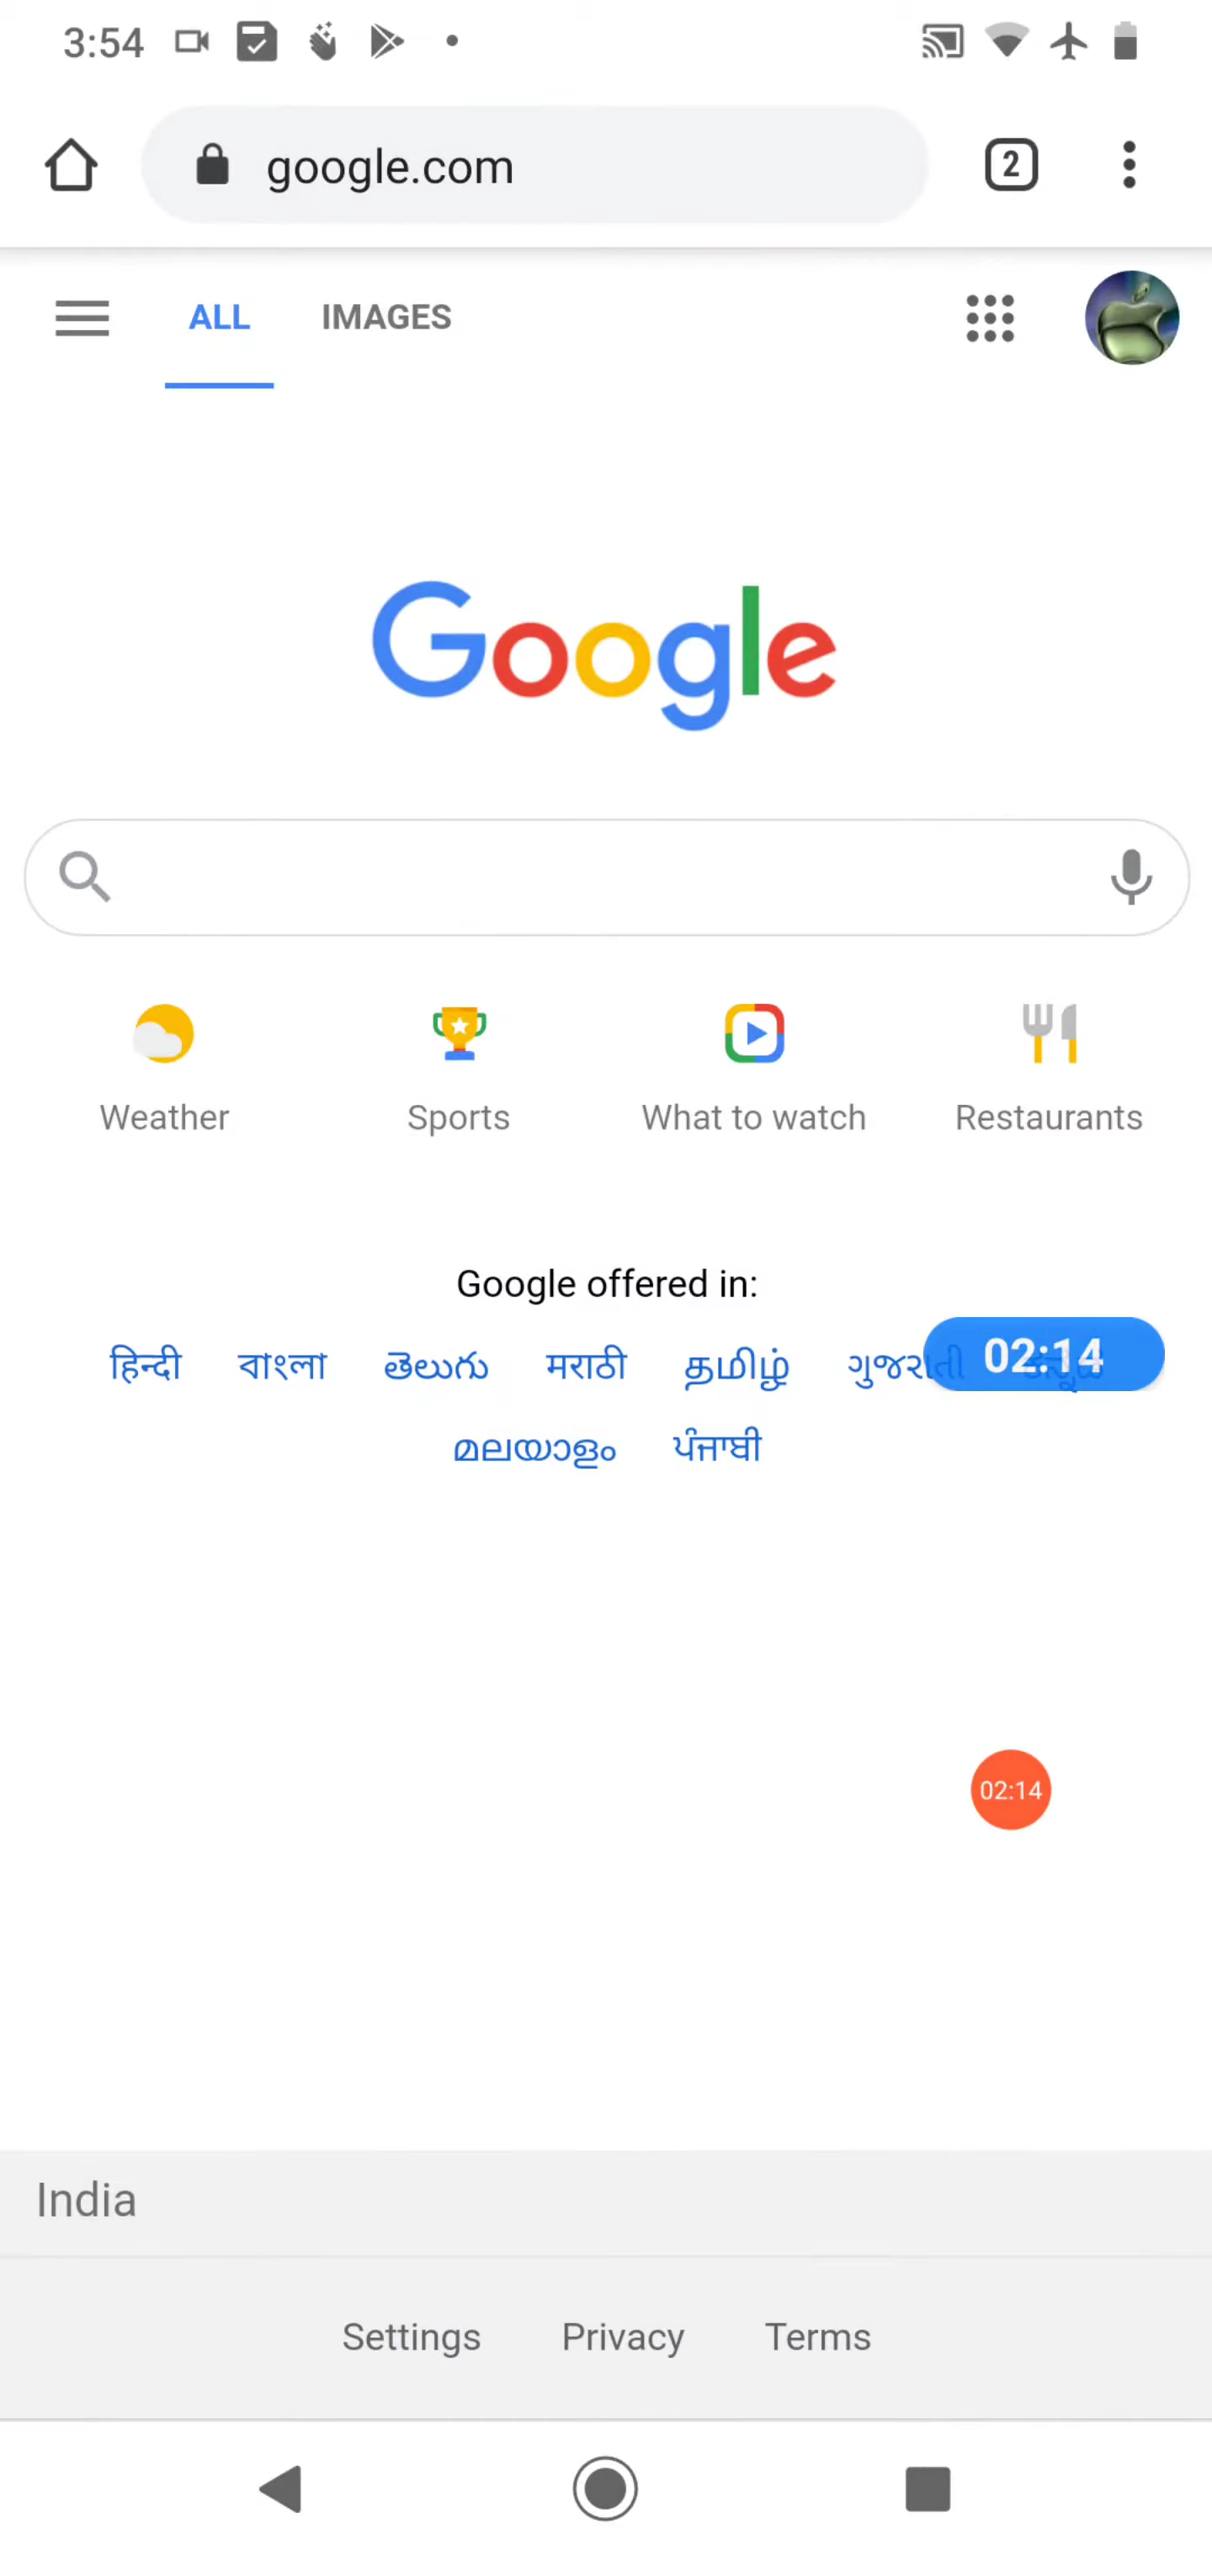 3:54
google.com 2
ALL IMAGES
Google
Weather Sports What to watch Restaurants
Google offered in:
हिन्दी বাংলা తెలుగు मराठी தமிழ் ગુજરાતી 02:14
മലയാളം ਪੰਜਾਬੀ
02:14
India
Settings Privacy Terms